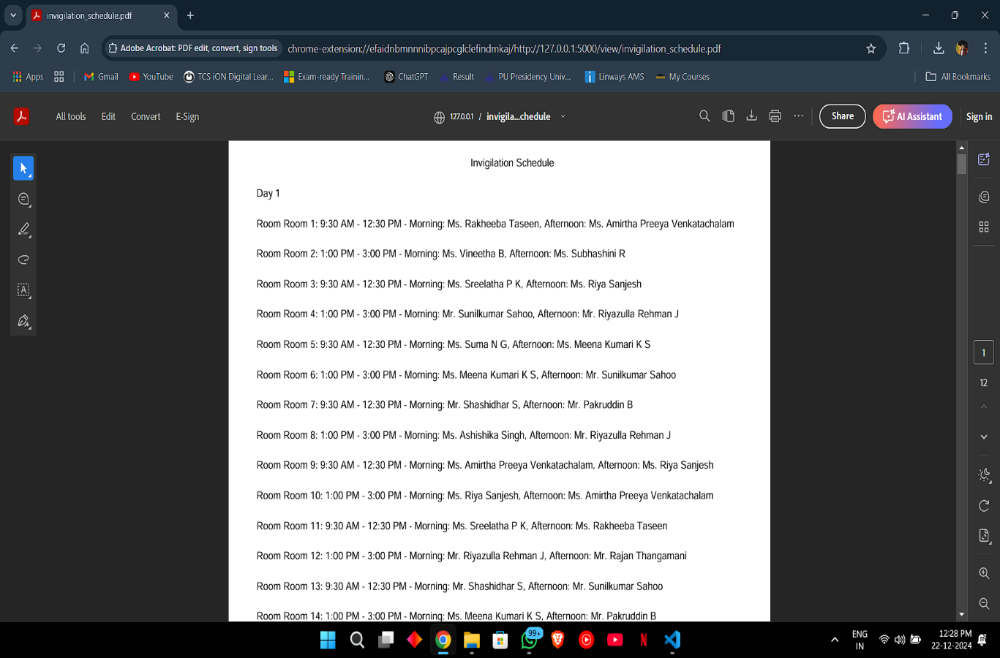 invigilation_schedule.pdf
Adobe Acrobat: PDF edit, convert, sign tools
chrome-extension://efaidnbmnnnibpcajpcglclefindmkaj/http://127.0.0.1:5000/view/invigilation_schedule.pdf
Apps
Gmail
YouTube
TCS iON Digital Lear...
Exam-ready Trainin...
ChatGPT
Result
PU Presidency Univ...
Linways AMS
My Courses
All Bookmarks
All tools
Edit
Convert
E-Sign
127.0.0.1 / invigila...chedule
Share
AI Assistant
Sign in
Invigilation Schedule
Day 1
Room Room 1: 9:30 AM - 12:30 PM - Morning: Ms. Rakheeba Taseen, Afternoon: Ms. Amirtha Preeya Venkatachalam
Room Room 2: 1:00 PM - 3:00 PM - Morning: Ms. Vineetha B, Afternoon: Ms. Subhashini R
Room Room 3: 9:30 AM - 12:30 PM - Morning: Ms. Sreelatha P K, Afternoon: Ms. Riya Sanjesh
Room Room 4: 1:00 PM - 3:00 PM - Morning: Mr. Sunilkumar Sahoo, Afternoon: Mr. Riyazulla Rehman J
Room Room 5: 9:30 AM - 12:30 PM - Morning: Ms. Suma N G, Afternoon: Ms. Meena Kumari K S
Room Room 6: 1:00 PM - 3:00 PM - Morning: Ms. Meena Kumari K S, Afternoon: Mr. Sunilkumar Sahoo
Room Room 7: 9:30 AM - 12:30 PM - Morning: Mr. Shashidhar S, Afternoon: Mr. Pakruddin B
Room Room 8: 1:00 PM - 3:00 PM - Morning: Ms. Ashishika Singh, Afternoon: Mr. Riyazulla Rehman J
Room Room 9: 9:30 AM - 12:30 PM - Morning: Ms. Amirtha Preeya Venkatachalam, Afternoon: Ms. Riya Sanjesh
Room Room 10: 1:00 PM - 3:00 PM - Morning: Ms. Riya Sanjesh, Afternoon: Ms. Amirtha Preeya Venkatachalam
Room Room 11: 9:30 AM - 12:30 PM - Morning: Ms. Sreelatha P K, Afternoon: Ms. Rakheeba Taseen
Room Room 12: 1:00 PM - 3:00 PM - Morning: Mr. Riyazulla Rehman J, Afternoon: Mr. Rajan Thangamani
Room Room 13: 9:30 AM - 12:30 PM - Morning: Mr. Shashidhar S, Afternoon: Mr. Sunilkumar Sahoo
Room Room 14: 1:00 PM - 3:00 PM - Morning: Ms. Meena Kumari K S, Afternoon: Mr. Pakruddin B
1
12
99+
ENG
IN
12:28 PM
22-12-2024